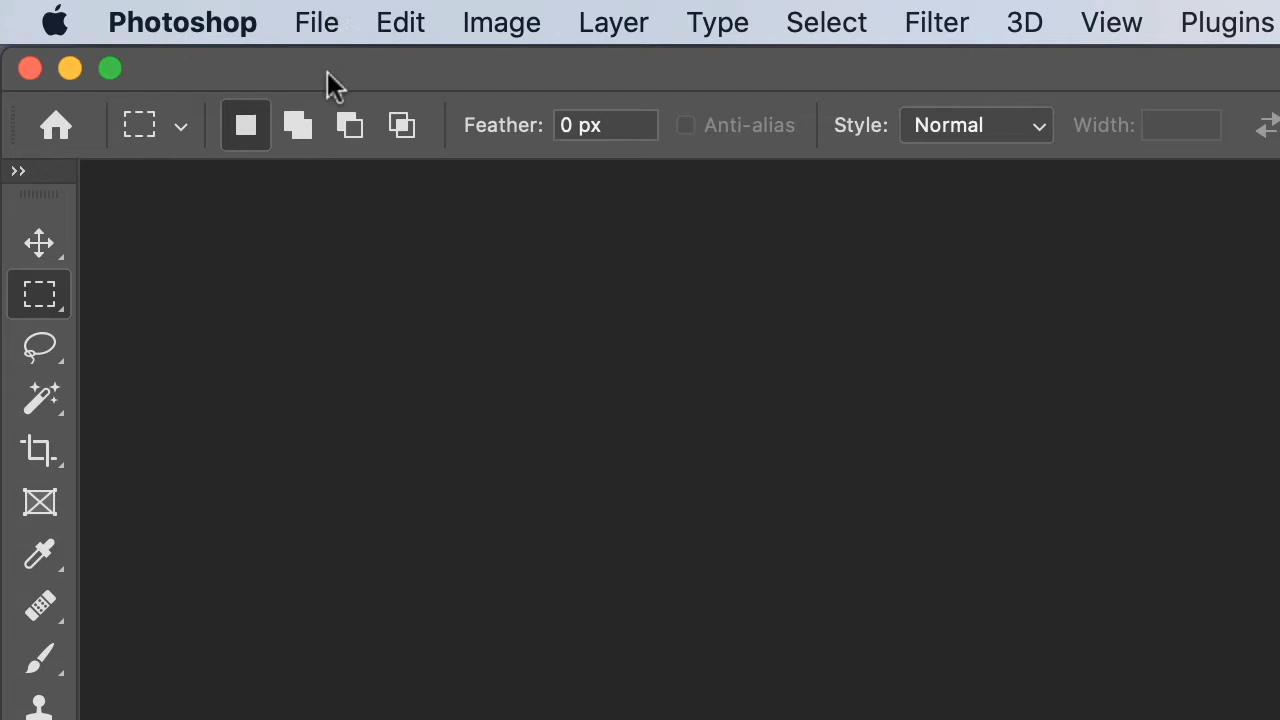 Photoshop File Edit Image Layer Type Select Filter 3D View Plugins
Feather: 0 px Anti-alias Style: Normal Width: